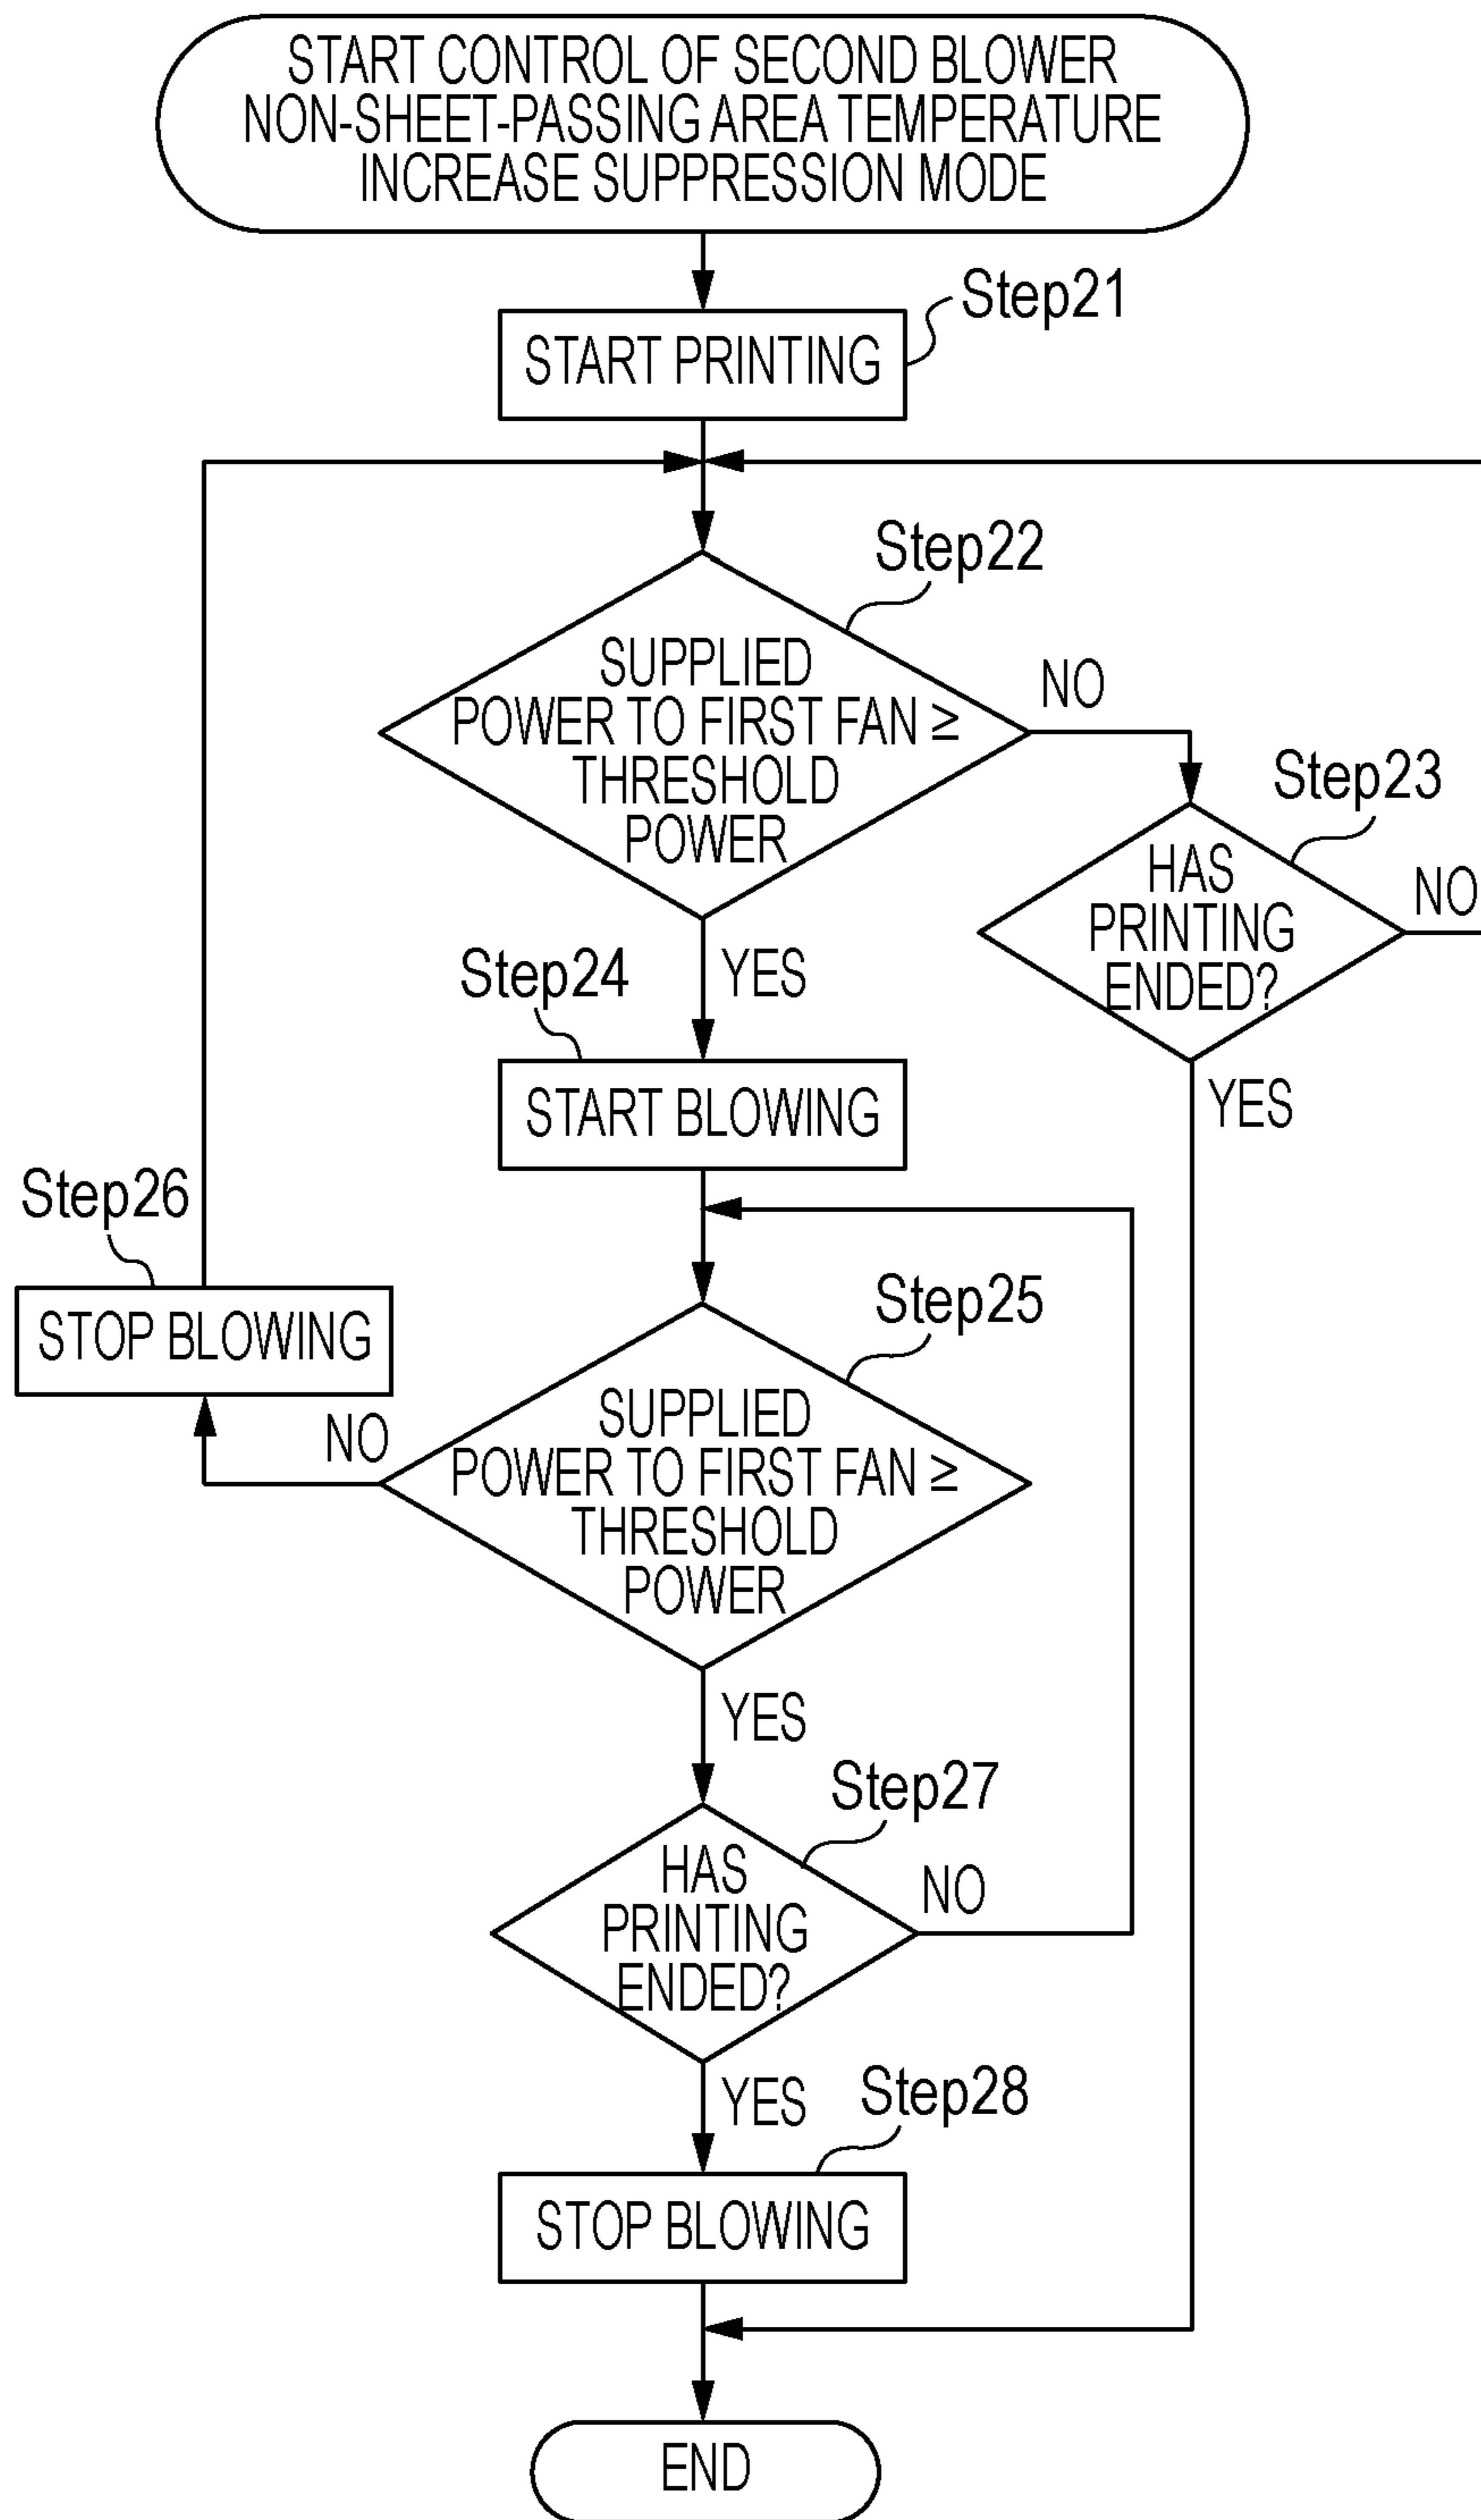 START CONTROL OF SECOND BLOWER
NON-SHEET-PASSING AREA TEMPERATURE
INCREASE SUPPRESSION MODE
Step21
START PRINTING
Step22
SUPPLIED
POWER TO FIRST FAN ≥
THRESHOLD
POWER
NO
Step23
HAS
PRINTING
ENDED?
NO
YES
YES
Step24
START BLOWING
Step26
STOP BLOWING
Step25
SUPPLIED
POWER TO FIRST FAN ≥
THRESHOLD
POWER
NO
YES
Step27
HAS
PRINTING
ENDED?
NO
YES
Step28
STOP BLOWING
END